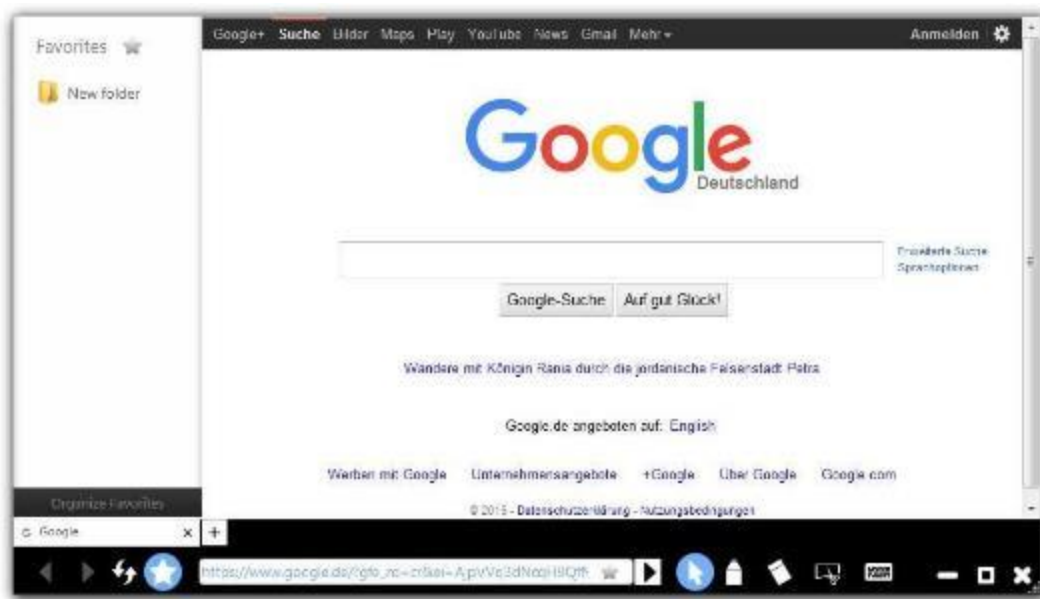 Favorites
New folder
Organize Favorites
Google+ Suche Bilder Maps Play YouTube News Gmail Mehr Anmelden
Google
Deutschland
Erweiterte Suche
Sprachoptionen
Google-Suche Auf gut Glück!
Wandere mit Königin Rania durch die jordanische Felsenstadt Petra
Google.de angeboten auf: English
Werben mit Google Unternehmensangebote +Google Über Google Google.com
© 2015 - Datenschutzerklärung - Nutzungsbedingungen
Google